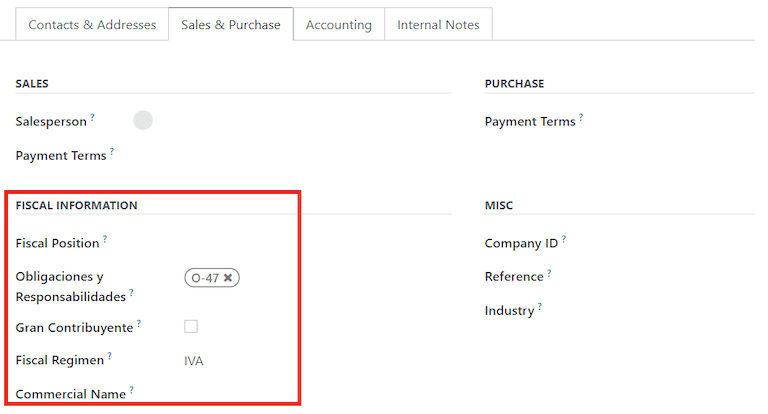 Contacts & Addresses
Sales & Purchase
Accounting
Internal Notes
SALES
Salesperson ?
Payment Terms ?
PURCHASE
Payment Terms ?
FISCAL INFORMATION
Fiscal Position ?
Obligaciones y
Responsabilidades ?
O-47 ✖
Gran Contribuyente ?
Fiscal Regimen ?
IVA
Commercial Name ?
MISC
Company ID ?
Reference ?
Industry ?